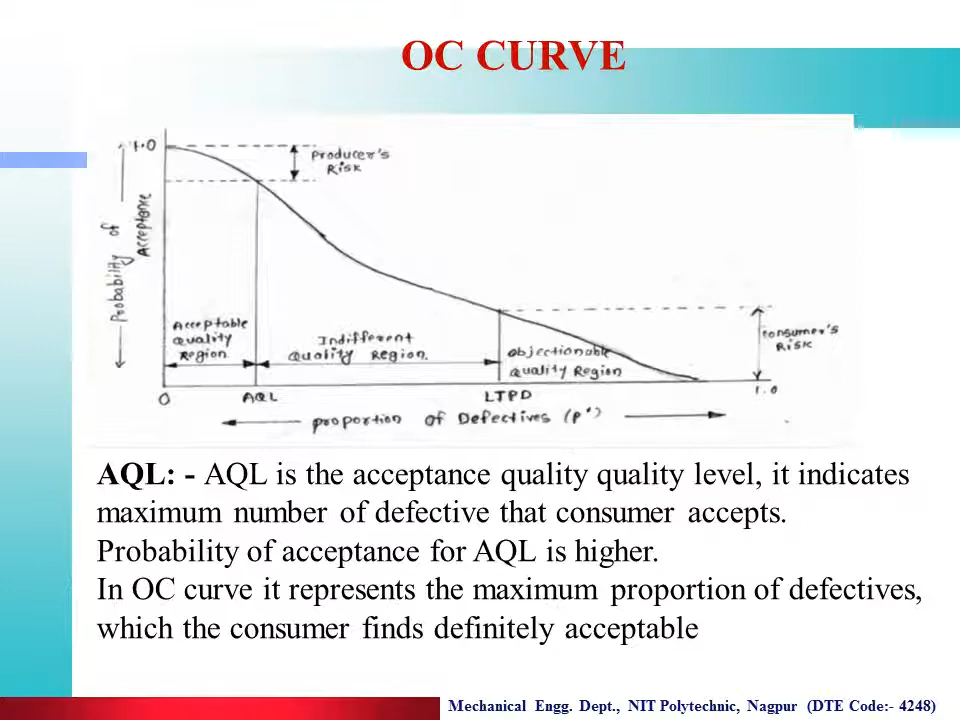 OC CURVE
1.0
Producer's
Risk
Probability of
Acceptance
Acceptable
Quality
Region
Indifferent
Quality Region.
Objectionable
Quality Region
Consumer's
Risk
0
AQL
LTPD
1.0
proportion of Defectives (p')
AQL: - AQL is the acceptance quality quality level, it indicates
maximum number of defective that consumer accepts.
Probability of acceptance for AQL is higher.
In OC curve it represents the maximum proportion of defectives,
which the consumer finds definitely acceptable
Mechanical Engg. Dept., NIT Polytechnic, Nagpur (DTE Code:- 4248)